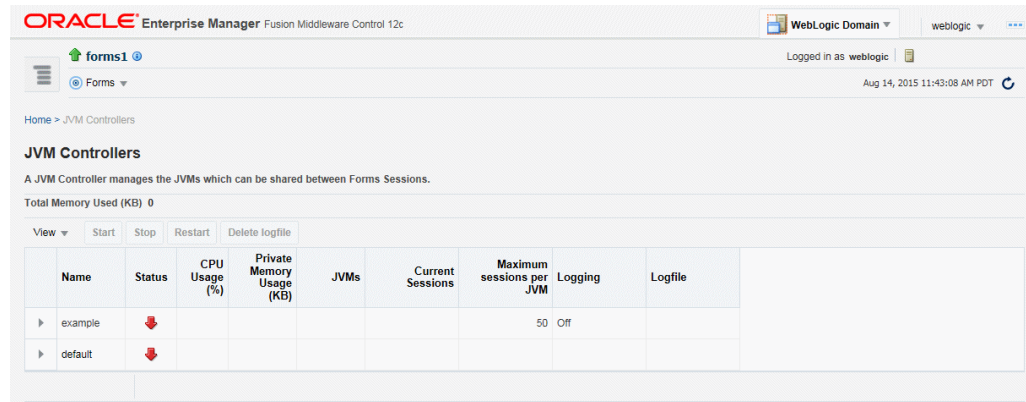 ORACLE Enterprise Manager Fusion Middleware Control 12c
WebLogic Domain
weblogic
forms1
Logged in as weblogic
Forms
Aug 14, 2015 11:43:08 AM PDT
Home > JVM Controllers
JVM Controllers
A JVM Controller manages the JVMs which can be shared between Forms Sessions.
Total Memory Used (KB) 0
View Start Stop Restart Delete logfile
Name Status CPU Usage (%) Private Memory Usage (KB) JVMs Current Sessions Maximum sessions per JVM Logging Logfile
example 50 Off
default